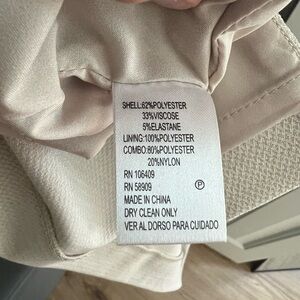 SHELL:62%POLYESTER
33%VISCOSE
5%ELASTANE
LINING:100%POLYESTER
COMBO:80%POLYESTER
20%NYLON
RN 106409
RN 58909
P
MADE IN CHINA
DRY CLEAN ONLY
VER AL DORSO PARA CUIDADO